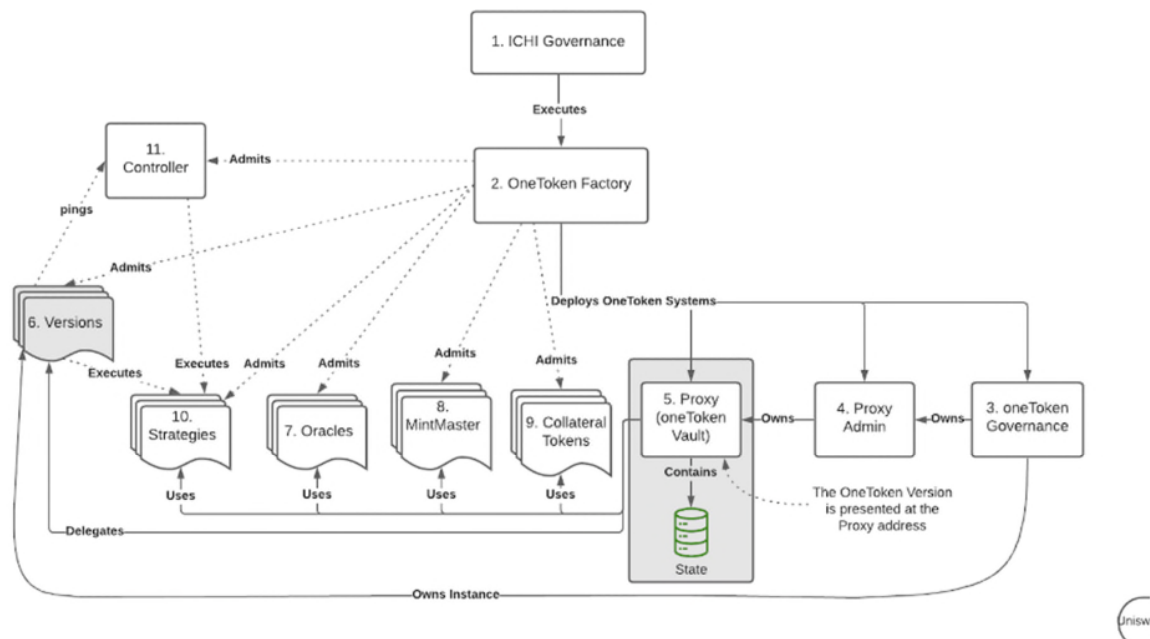 1. ICHI Governance
Executes
11.
Controller
Admits
2. OneToken Factory
pings
Admits
Deploys OneToken Systems
6. Versions
Executes
Executes
Admits
Admits
Admits
Admits
10.
Strategies
7. Oracles
8.
MintMaster
9. Collateral
Tokens
5. Proxy
(oneToken
Vault)
Owns
4. Proxy
Admin
Owns
3. oneToken
Governance
Contains
Uses
Uses
Uses
Uses
The OneToken Version
is presented at the
Proxy address
Delegates
State
Owns Instance